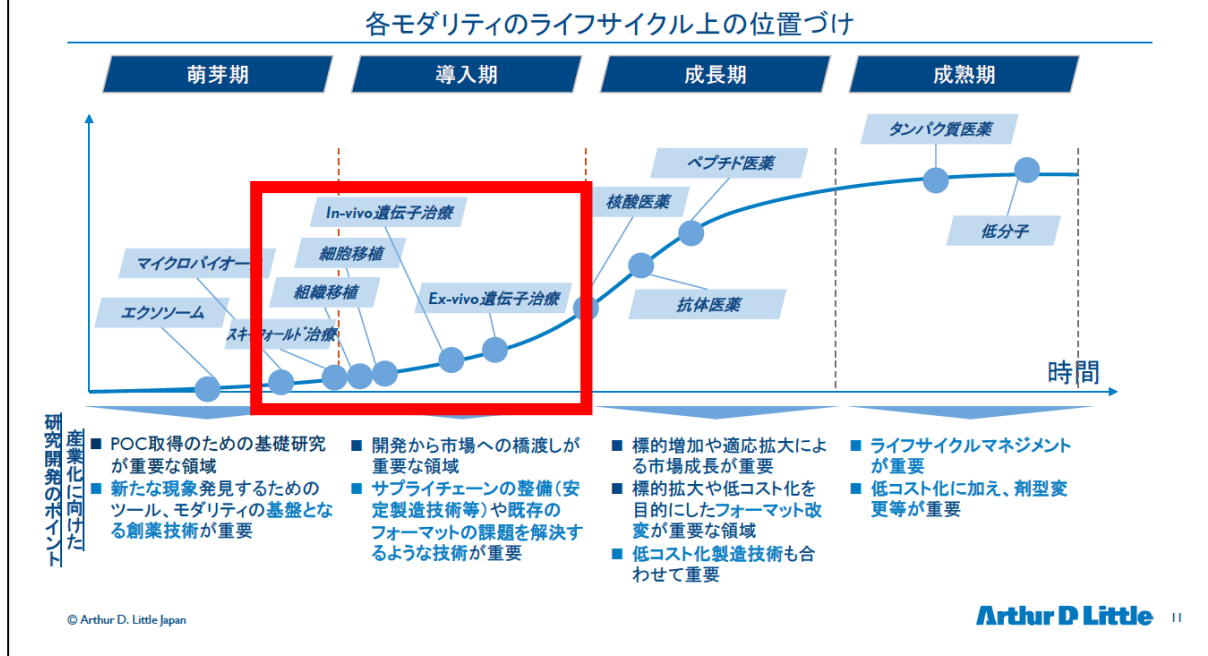 各モダリティのライフサイクル上の位置づけ
萌芽期
導入期
成長期
成熟期
タンパク質医薬
ペプチド医薬
核酸医薬
In-vivo遺伝子治療
低分子
細胞移植
マイクロバイオー
組織移植
Ex-vivo遺伝子治療
抗体医薬
エクソソーム
スキャフォールド治療
時間
産業化に向けた
研究開発のポイント
■ POC取得のための基礎研究
が重要な領域
■ 新たな現象発見するための
ツール、モダリティの基盤とな
る創薬技術が重要
■ 開発から市場への橋渡しが
重要な領域
■ サプライチェーンの整備(安
定製造技術等)や既存の
フォーマットの課題を解決す
るような技術が重要
■ 標的増加や適応拡大によ
る市場成長が重要
■ 標的拡大や低コスト化を
目的にしたフォーマット改
変が重要な領域
■ 低コスト化製造技術も合
わせて重要
■ ライフサイクルマネジメント
が重要
■ 低コスト化に加え、剤型変
更等が重要
© Arthur D. Little Japan
Arthur D Little
11